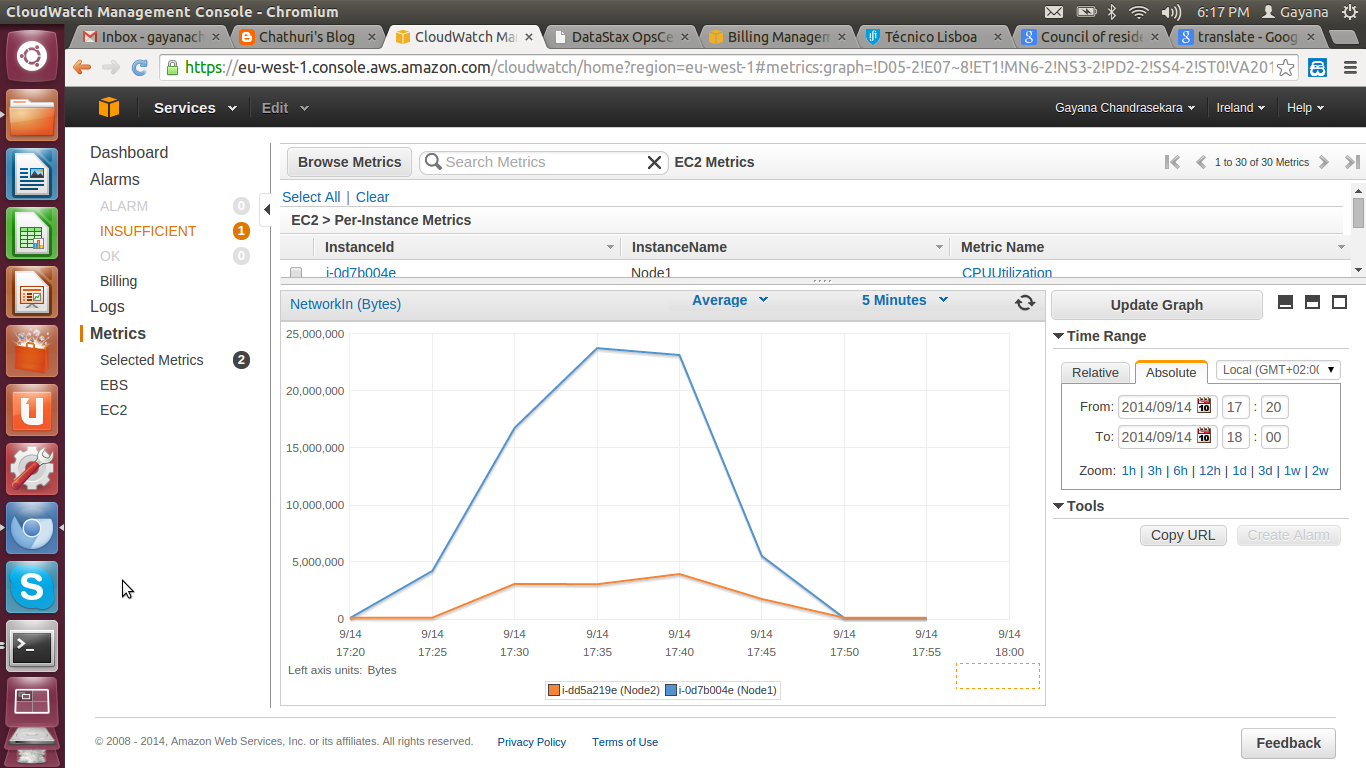 CloudWatch Management Console - Chromium
6:17 PM Gayana
Inbox - gayanach
Chathuri's Blog
CloudWatch Ma
DataStax OpsCe
Billing Managem
Técnico Lisboa
Council of reside
translate - Goog
https://eu-west-1.console.aws.amazon.com/cloudwatch/home?region=eu-west-1#metrics:graph=!D05-2!E07~8!ET1!MN6-2!NS3-2!PD2-2!SS4-2!ST0!VA201
Services Edit
Gayana Chandrasekara Ireland Help
Dashboard
Alarms
ALARM 0
INSUFFICIENT 1
OK 0
Billing
Logs
Metrics
Selected Metrics 2
EBS
EC2
Browse Metrics Search Metrics EC2 Metrics 1 to 30 of 30 Metrics
Select All | Clear
EC2 > Per-Instance Metrics
InstanceId InstanceName Metric Name
i-0d7b004e Node1 CPUUtilization
NetworkIn (Bytes) Average 5 Minutes
25,000,000
20,000,000
15,000,000
10,000,000
5,000,000
0
9/14 9/14 9/14 9/14 9/14 9/14 9/14 9/14 9/14
17:20 17:25 17:30 17:35 17:40 17:45 17:50 17:55 18:00
Left axis units: Bytes
i-dd5a219e (Node2) i-0d7b004e (Node1)
Update Graph
Time Range
Relative Absolute Local (GMT+02:00
From: 2014/09/14 10 17 : 20
To: 2014/09/14 10 18 : 00
Zoom: 1h | 3h | 6h | 12h | 1d | 3d | 1w | 2w
Tools
Copy URL Create Alarm
© 2008 - 2014, Amazon Web Services, Inc. or its affiliates. All rights reserved. Privacy Policy Terms of Use
Feedback